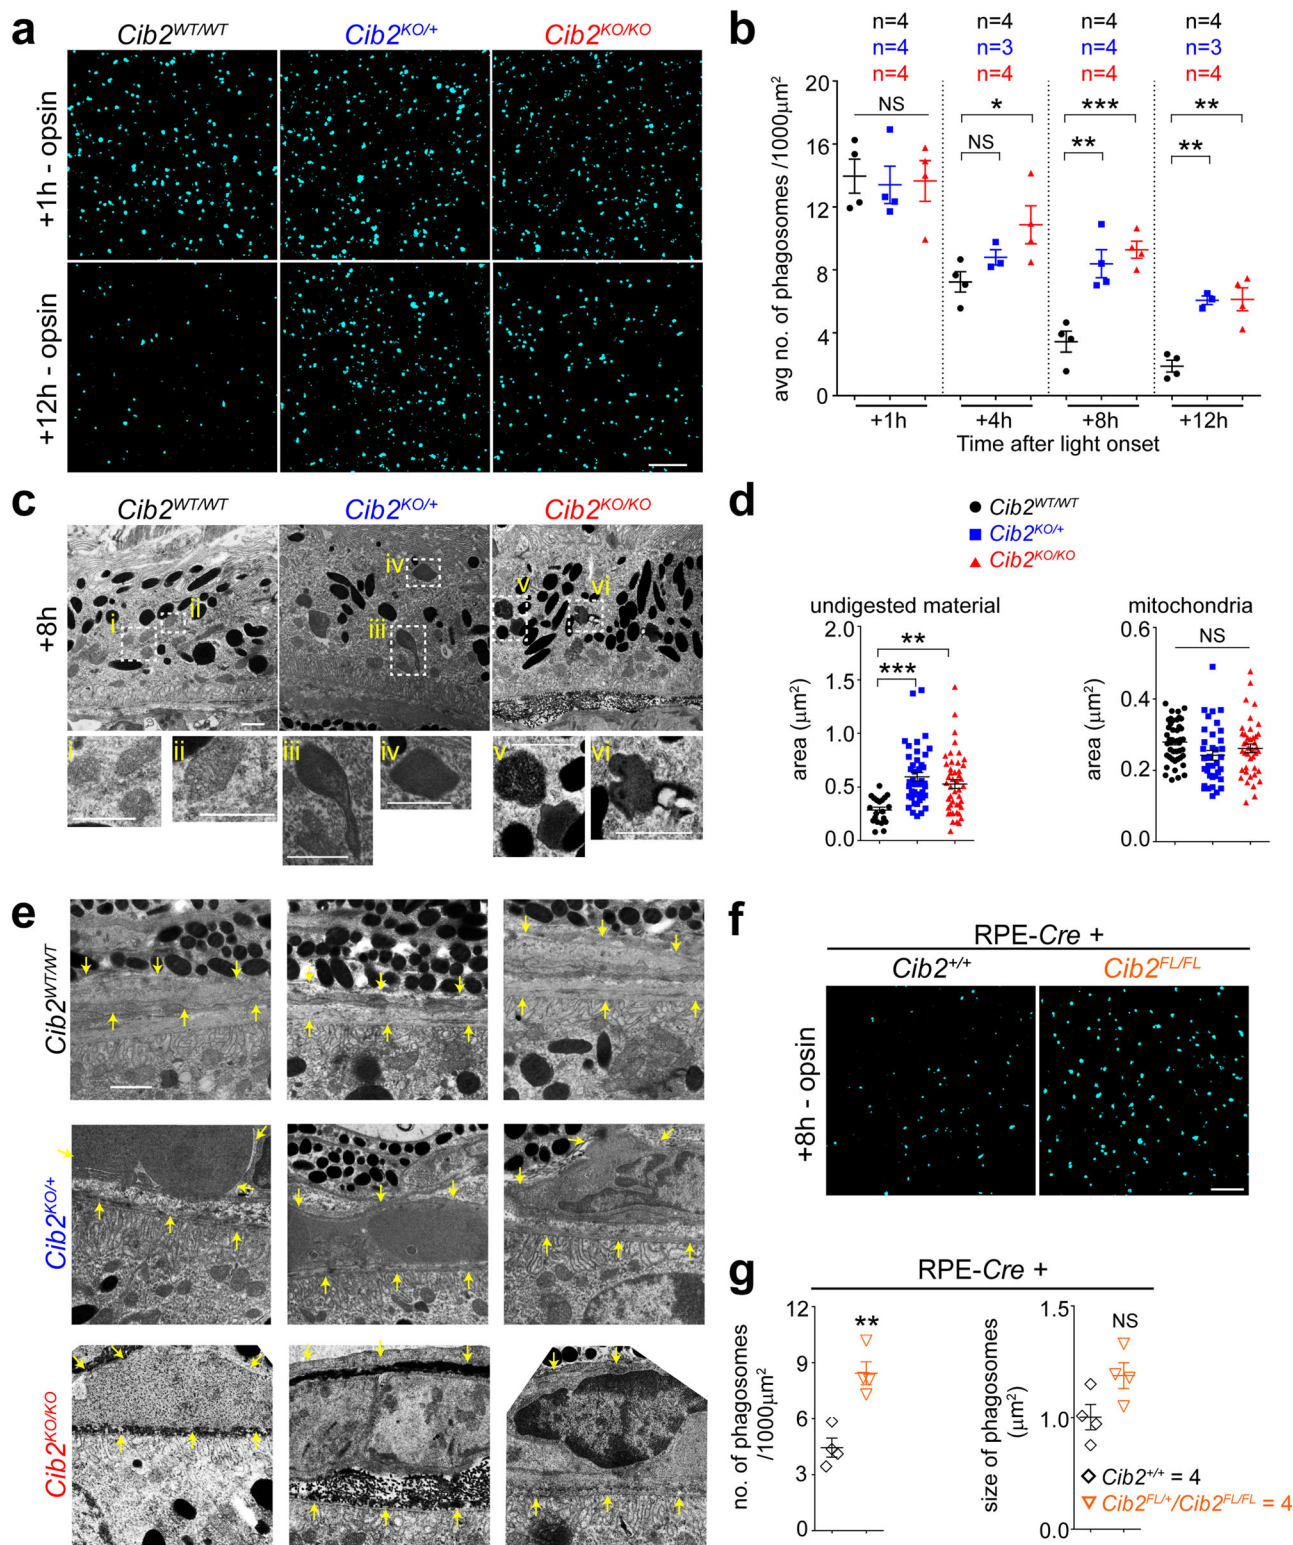 a
Cib2WT/WT
Cib2KO/+
Cib2KO/KO
+1h - opsin
+12h - opsin
b
n=4 n=4 n=4 n=4
n=4 n=3 n=4 n=3
n=4 n=4 n=4 n=4
NS
*
NS
***
**
**
**
avg no. of phagosomes /1000μm²
20
16
12
8
4
0
+1h +4h +8h +12h
Time after light onset
c
Cib2WT/WT
Cib2KO/+
Cib2KO/KO
+8h
i
ii
iii
iv
v
vi
i
ii
iii
iv
v
vi
d
Cib2WT/WT
Cib2KO/+
Cib2KO/KO
undigested material
area (μm²)
2.0
1.5
1.0
0.5
0.0
**
***
mitochondria
area (μm²)
0.6
0.4
0.2
0.0
NS
e
Cib2WT/WT
Cib2KO/+
Cib2KO/KO
f
RPE-Cre +
Cib2+/+
Cib2FL/FL
+8h - opsin
g
RPE-Cre +
no. of phagosomes
/1000μm²
12
9
6
3
0
**
size of phagosomes
(μm²)
1.5
1.0
0.0
NS
Cib2+/+ = 4
Cib2FL/+/Cib2FL/FL = 4